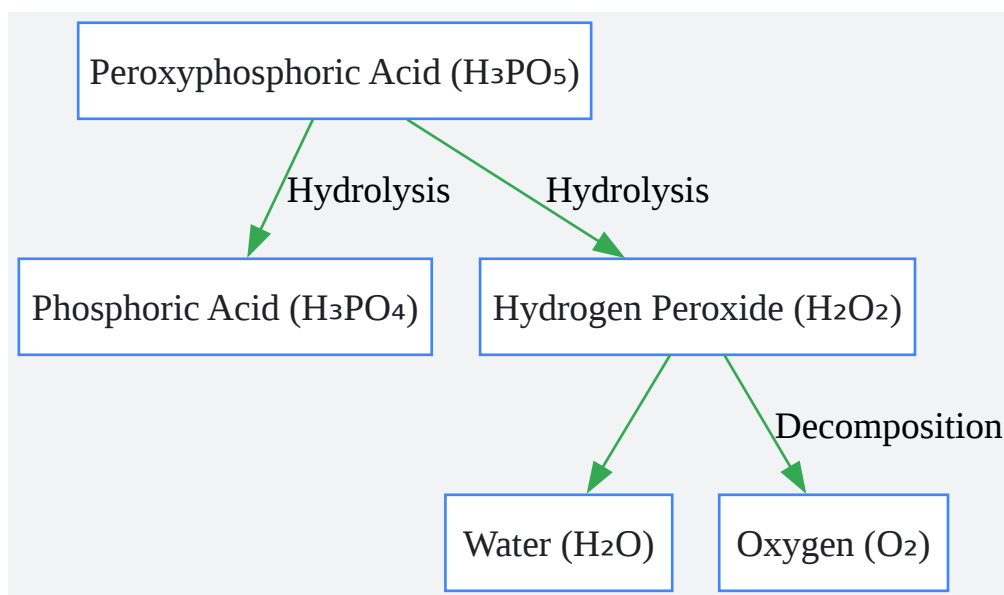 Peroxyphosphoric Acid (H₃PO₅)
Hydrolysis
Hydrolysis
Phosphoric Acid (H₃PO₄)
Hydrogen Peroxide (H₂O₂)
Decomposition
Water (H₂O)
Oxygen (O₂)